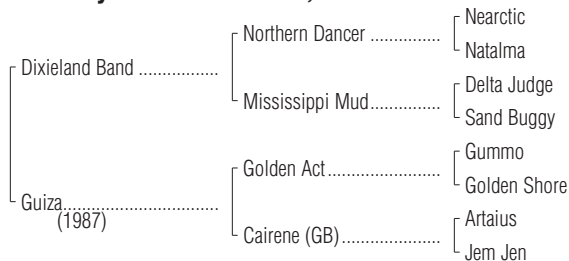 Nearctic
Northern Dancer ................
Natalma
Dixieland Band ..................
Delta Judge
Mississippi Mud................
Sand Buggy
Gummo
Golden Act.........................
Golden Shore
Guiza...................................
(1987)
Artaius
Cairene (GB)......................
Jem Jen